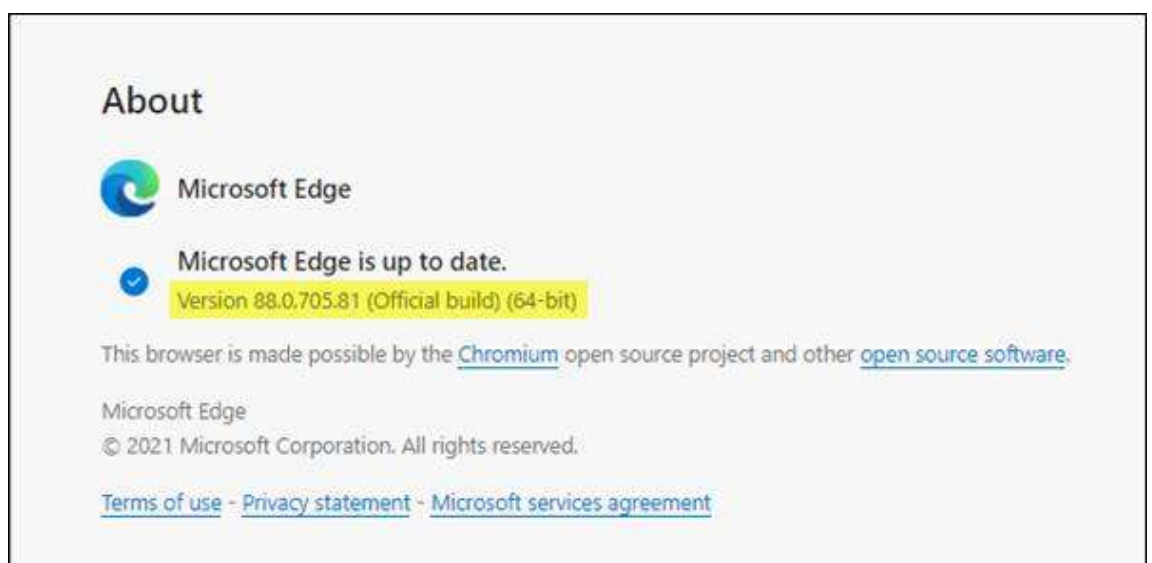 About
Microsoft Edge
Microsoft Edge is up to date.
Version 88.0.705.81 (Official build) (64-bit)
This browser is made possible by the Chromium open source project and other open source software.
Microsoft Edge
© 2021 Microsoft Corporation. All rights reserved.
Terms of use - Privacy statement - Microsoft services agreement